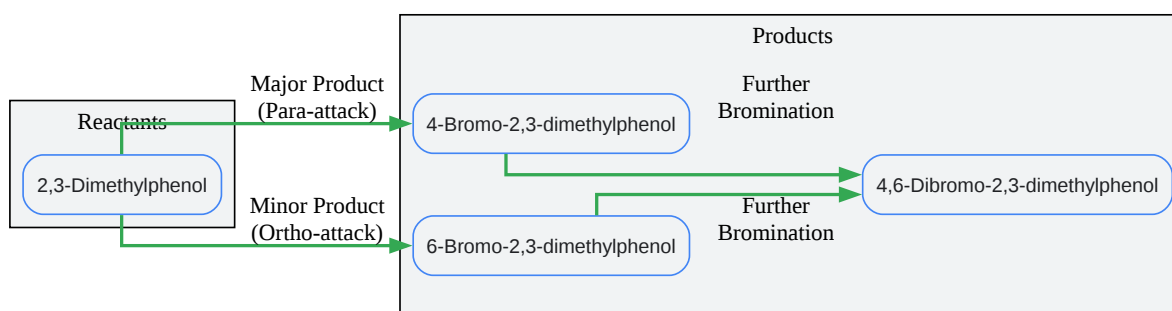 Products
Major Product
(Para-attack)
Further
Bromination
Reactants
4-Bromo-2,3-dimethylphenol
2,3-Dimethylphenol
4,6-Dibromo-2,3-dimethylphenol
Minor Product
(Ortho-attack)
Further
Bromination
6-Bromo-2,3-dimethylphenol